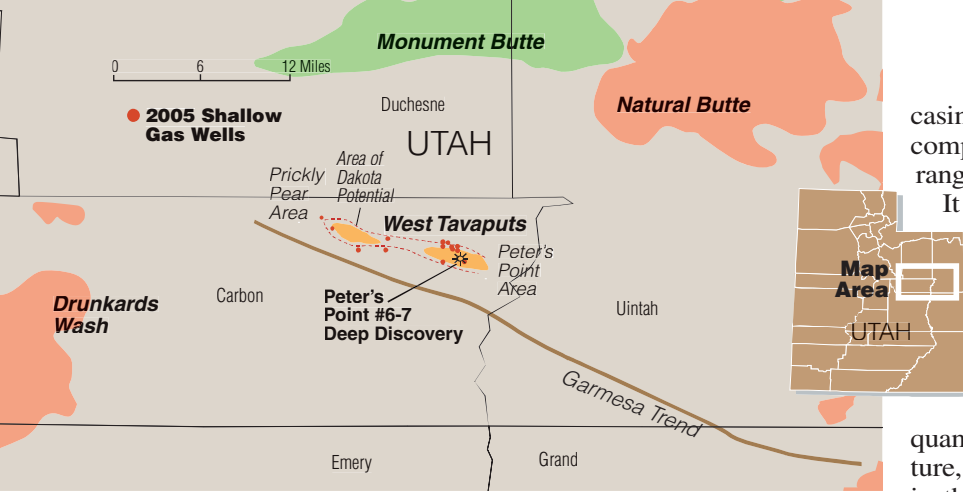 Monument Butte
0 6 12 Miles
Duchesne
Natural Butte
2005 Shallow
Gas Wells
UTAH
Prickly
Pear
Area
Area of
Dakota
Potential
West Tavaputs
Peter's
Point
Area
Drunkards
Wash
Carbon
Peter's
Point #6-7
Deep Discovery
Uintah
Garmesa Trend
Emery
Grand
Map
Area
UTAH
casin
comp
rang
It
quan
ture,